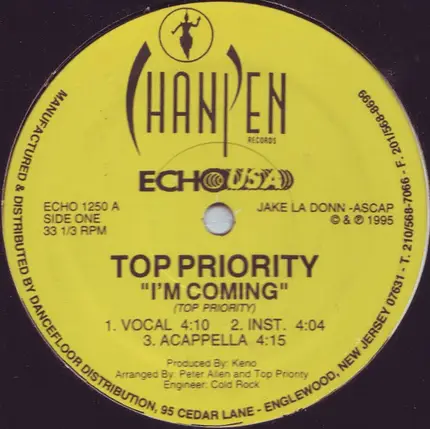 CHANPEN
RECORDS
ECHO USA
ECHO 1250 A
SIDE ONE
33 1/3 RPM
JAKE LA DONN -ASCAP
© & ℗ 1995
TOP PRIORITY
"I'M COMING"
(TOP PRIORITY)
1. VOCAL 4:10 2. INST. 4:04
3. ACAPPELLA 4:15
Produced By: Keno
Arranged By: Peter Allen and Top Priority
Engineer: Cold Rock
MANUFACTURED & DISTRIBUTED BY DANCEFLOOR DISTRIBUTION, 95 CEDAR LANE - ENGLEWOOD, NEW JERSEY 07631 - T. 210/568-7066 - F. 201/568-8699